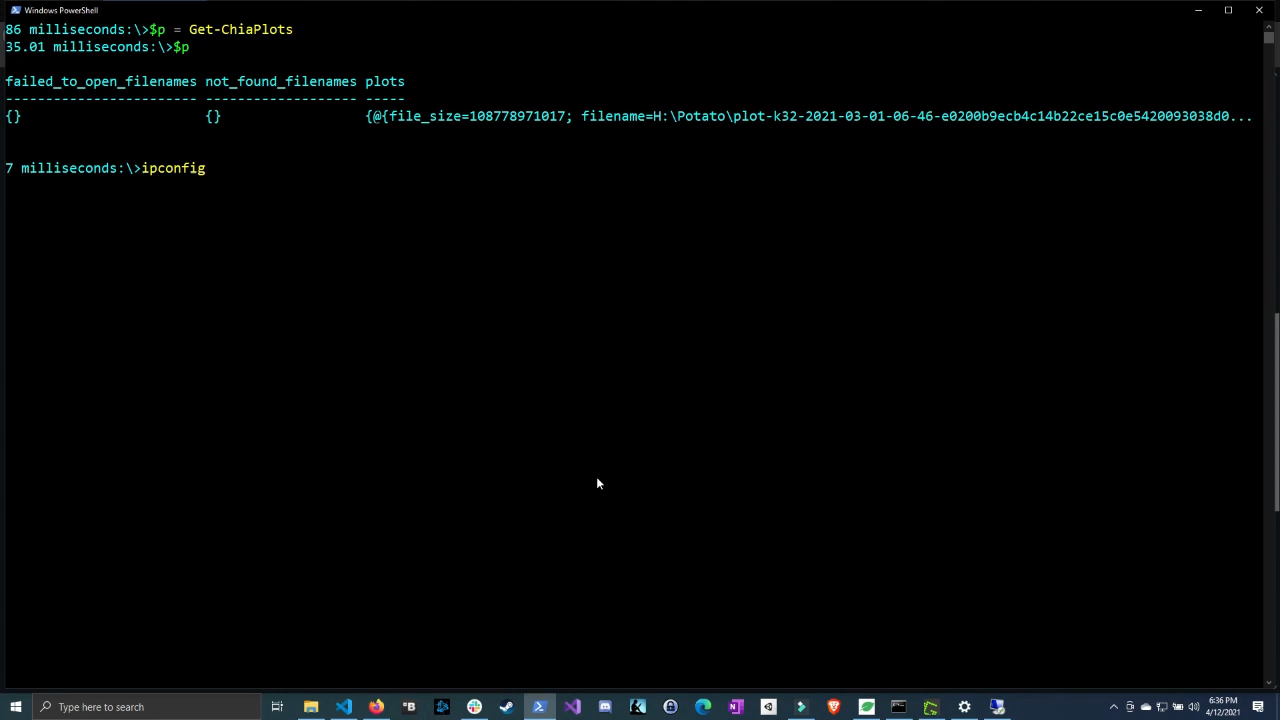 Windows PowerShell
86 milliseconds:\>$p = Get-ChiaPlots
35.01 milliseconds:\>$p
failed_to_open_filenames not_found_filenames plots
------------------------ ------------------- -----
{} {} {@{file_size=108778971017; filename=H:\Potato\plot-k32-2021-03-01-06-46-e0200b9ecb4c14b22ce15c0e5420093038d0...
7 milliseconds:\>ipconfig
Type here to search
6:36 PM
4/12/2021